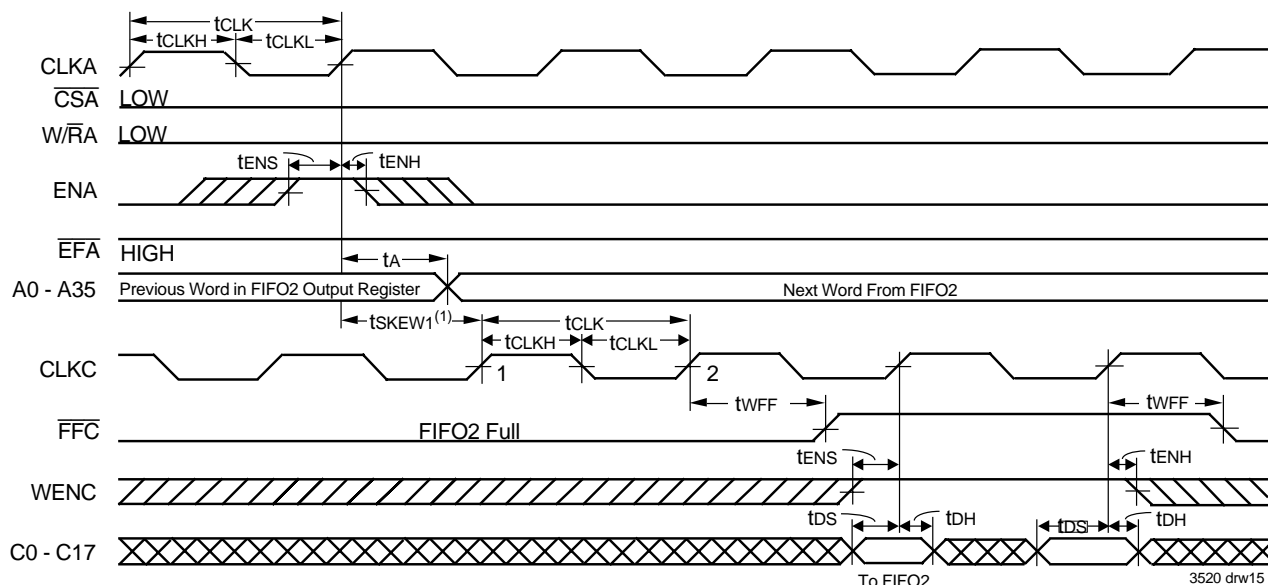 tCLK
tCLKH tCLKL
CLKA
CSA LOW
W/RA LOW
tENS tENH
ENA
EFA HIGH
tA
A0 - A35 Previous Word in FIFO2 Output Register Next Word From FIFO2
tSKEW1(1) tCLK
tCLKH tCLKL
CLKC 1 2
tWFF tWFF
FFC FIFO2 Full
tENS tENH
WENC
tDS tDH tDS tDH
C0 - C17
To FIFO2 3520 drw15